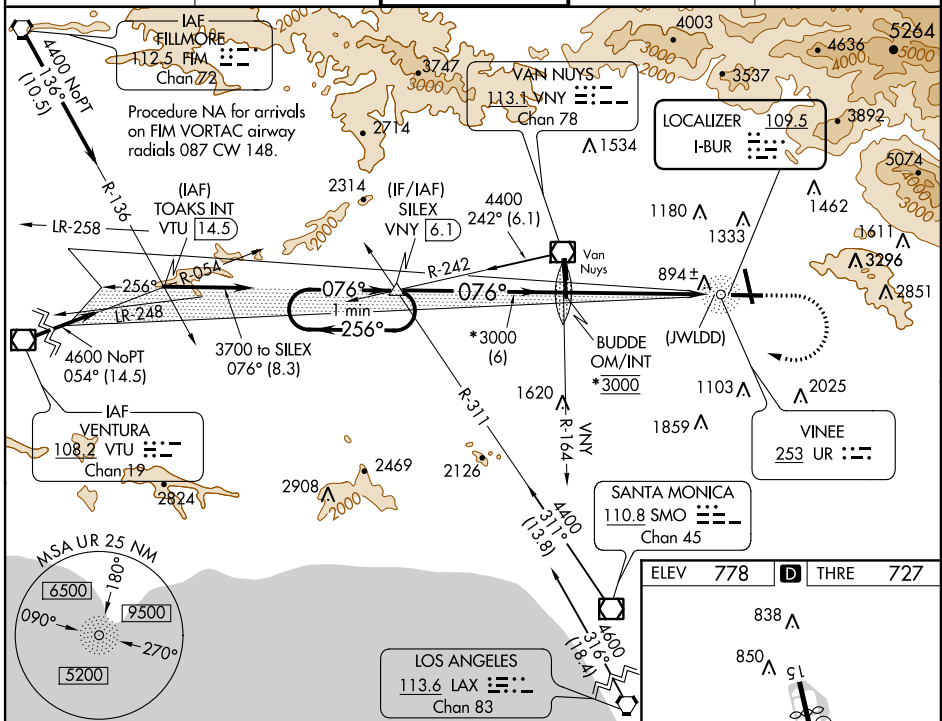 IAF
FILLMORE
112.5 FIM
Chan 72
4400 NoPT
136°
(10.5)
Procedure NA for arrivals
on FIM VORTAC airway
radials 087 CW 148.
3747
3000
2714
2314
2000
VAN NUYS
113.1 VNY
Chan 78
4003
3000
2000
3537
4636
4000
5264
5000
3892
1534
LOCALIZER 109.5
I-BUR
5074
4000
3000
1462
1180
1333
1611
3296
2851
R-136
LR-258
(IAF)
TOAKS INT
VTU 14.5
R-054
256°
LR-248
(IF/IAF)
SILEX
VNY 6.1
4400
242° (6.1)
R-242
Van
Nuys
894±
076°
1 min
256°
076°
*3000
(6)
BUDDE
OM/INT
*3000
(JWLDD)
4600 NoPT
054° (14.5)
3700 to SILEX
076° (8.3)
IAF
VENTURA
108.2 VTU
Chan 19
2824
2469
2908
2000
2126
R-311
1620
VNY
R-164
1103
2025
1859
VINEE
253 UR
4400
311°
(13.8)
SANTA MONICA
110.8 SMO
Chan 45
MSA UR 25 NM
180°
6500
9500
090°
270°
5200
4600
316°
(18.4)
LOS ANGELES
113.6 LAX
Chan 83
ELEV 778 D THRE 727
838
850
15